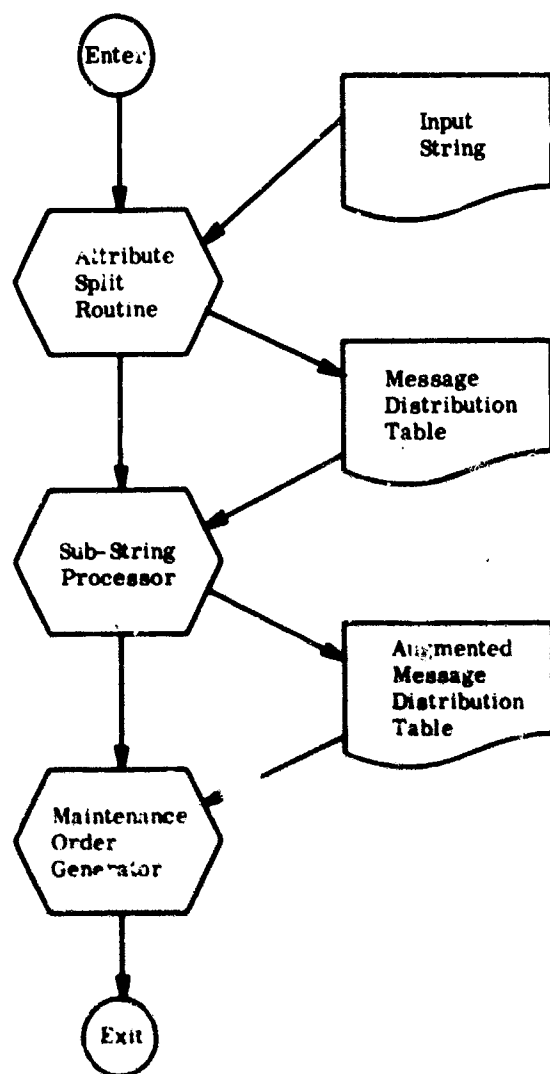 Enter
Input
String
Attribute
Split
Routine
Message
Distribution
Table
Sub-String
Processor
Augmented
Message
Distribution
Table
Maintenance
Order
Generator
Exit